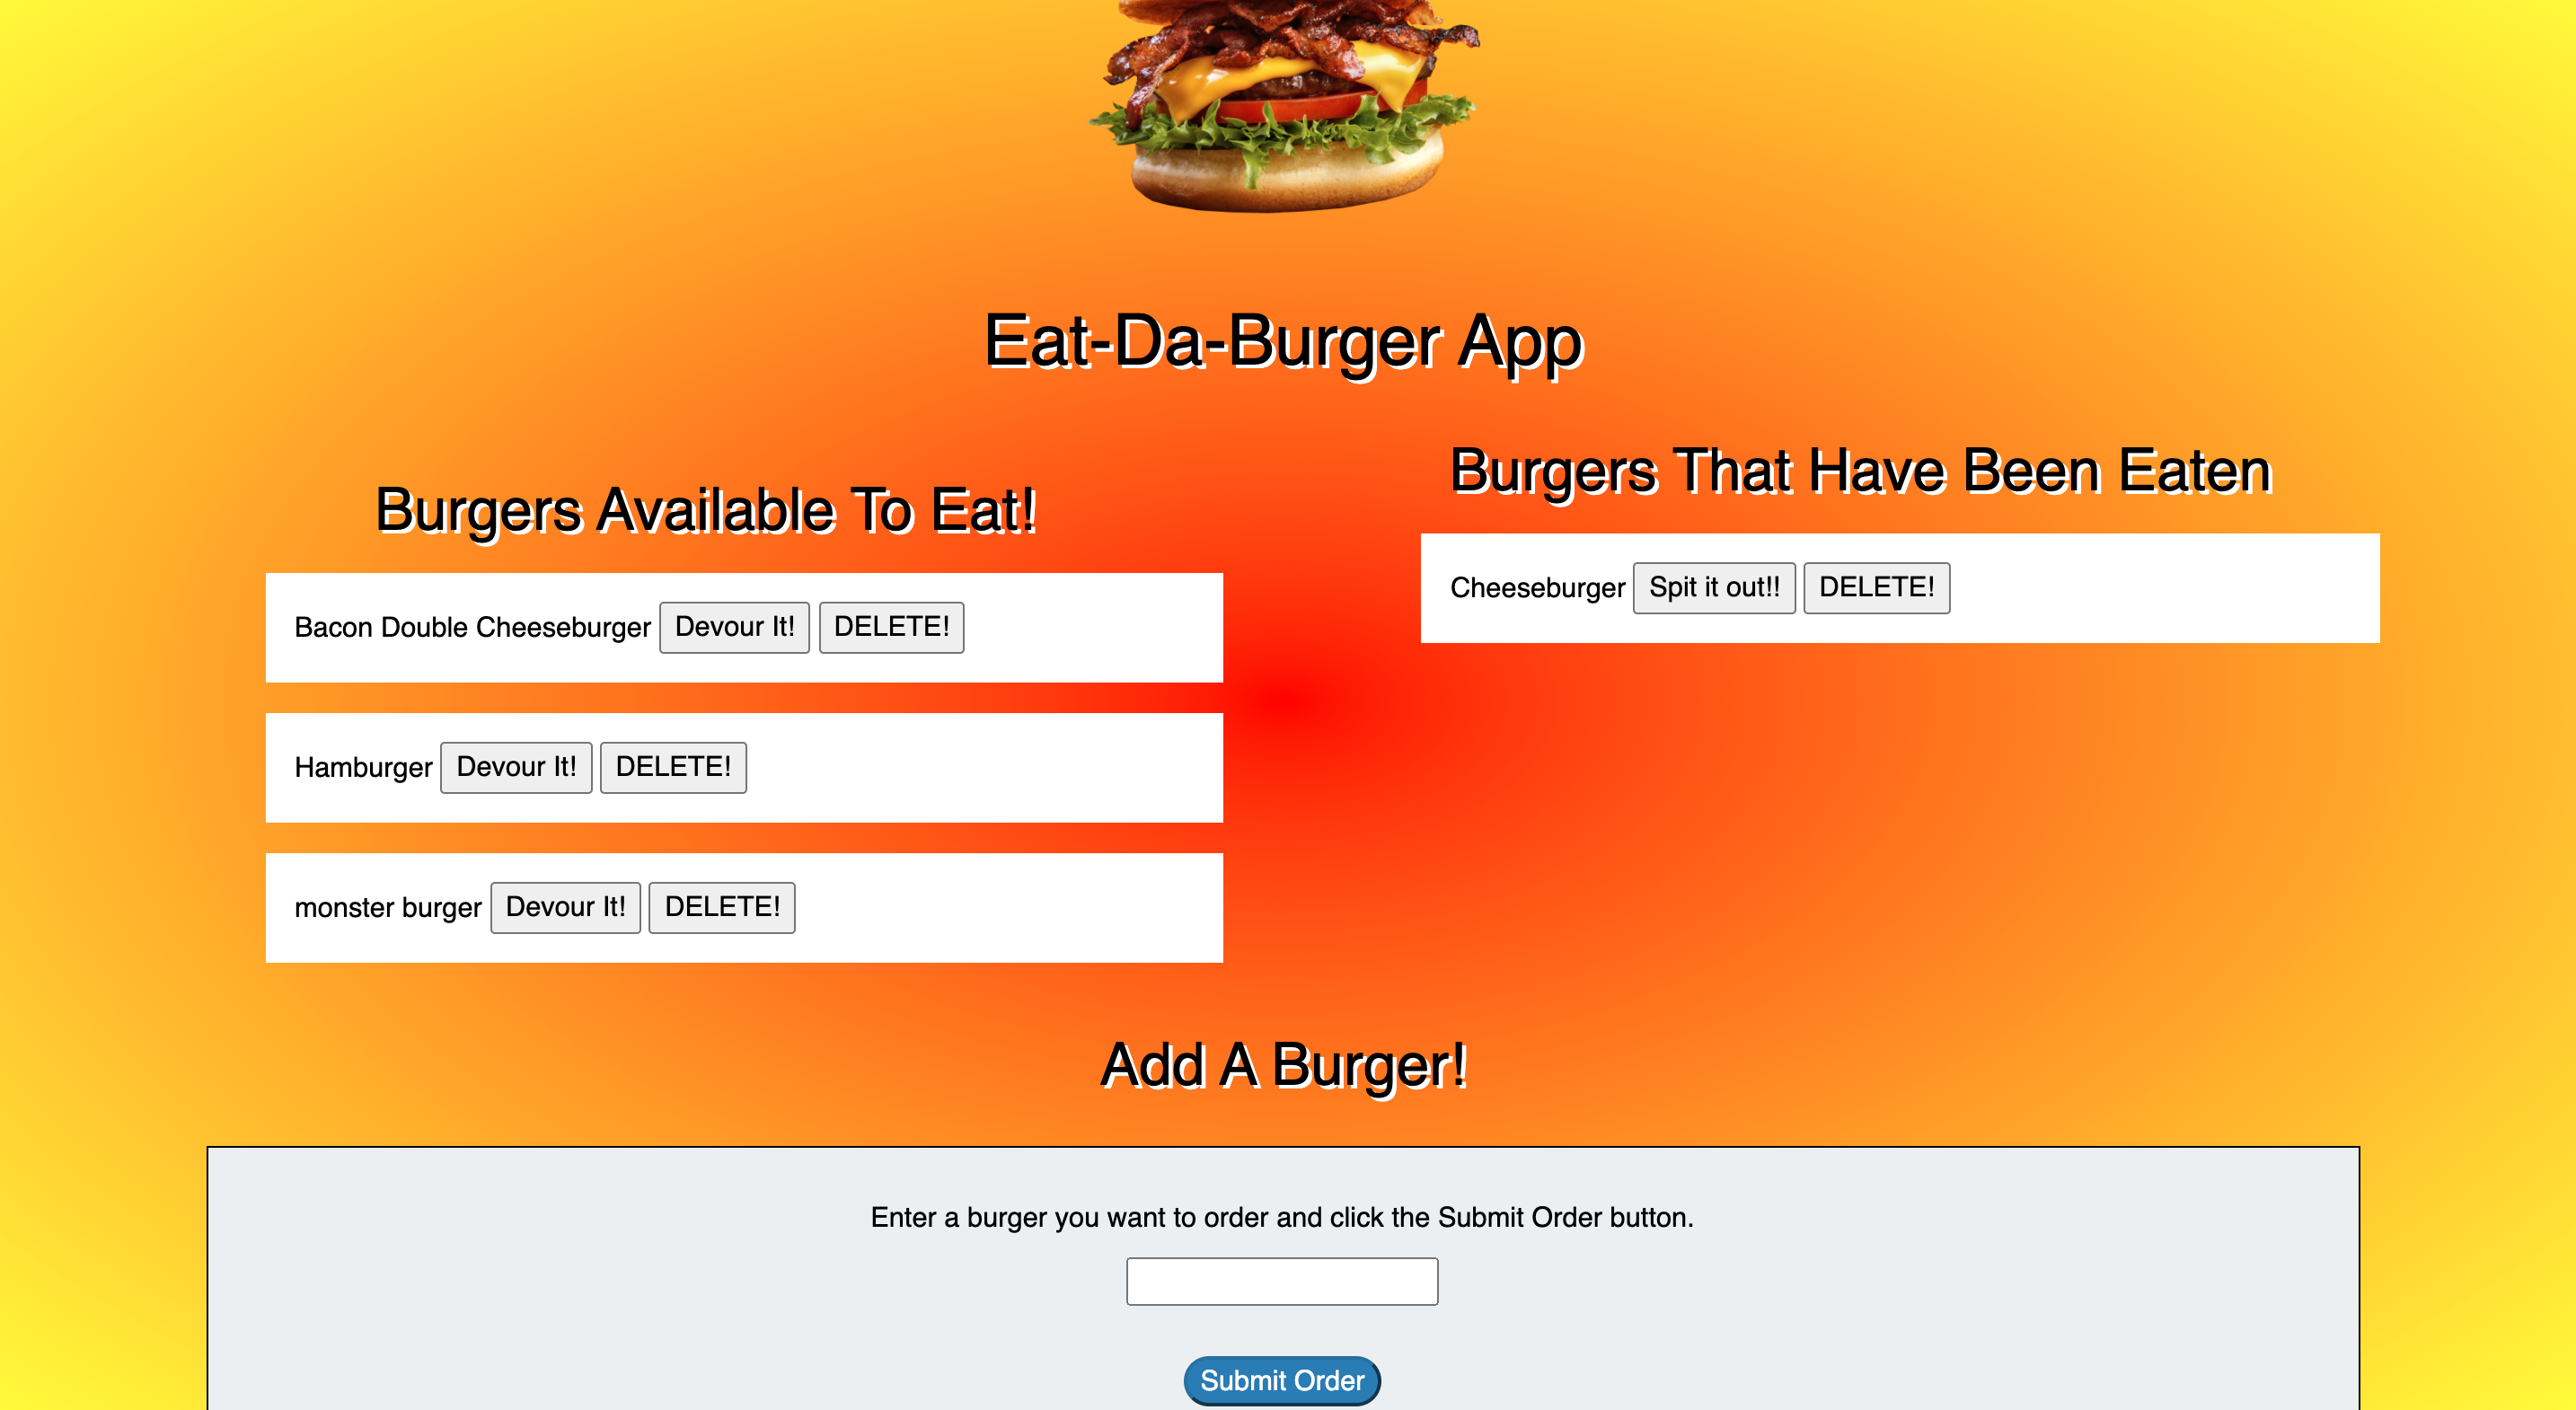 Eat-Da-Burger App
Burgers Available To Eat!
Bacon Double Cheeseburger Devour It! DELETE!
Hamburger Devour It! DELETE!
monster burger Devour It! DELETE!
Burgers That Have Been Eaten
Cheeseburger Spit it out!! DELETE!
Add A Burger!
Enter a burger you want to order and click the Submit Order button.
Submit Order